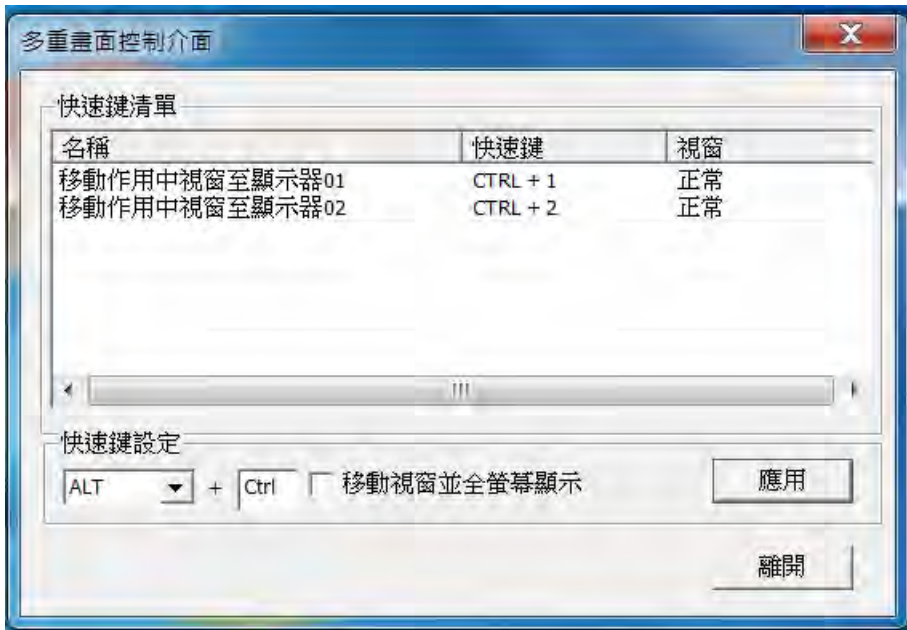 多重畫面控制介面
快速鍵清單
名稱 快速鍵 視窗
移動作用中視窗至顯示器01 CTRL + 1 正常
移動作用中視窗至顯示器02 CTRL + 2 正常
快速鍵設定
ALT + Ctrl 移動視窗並全螢幕顯示 應用
離開